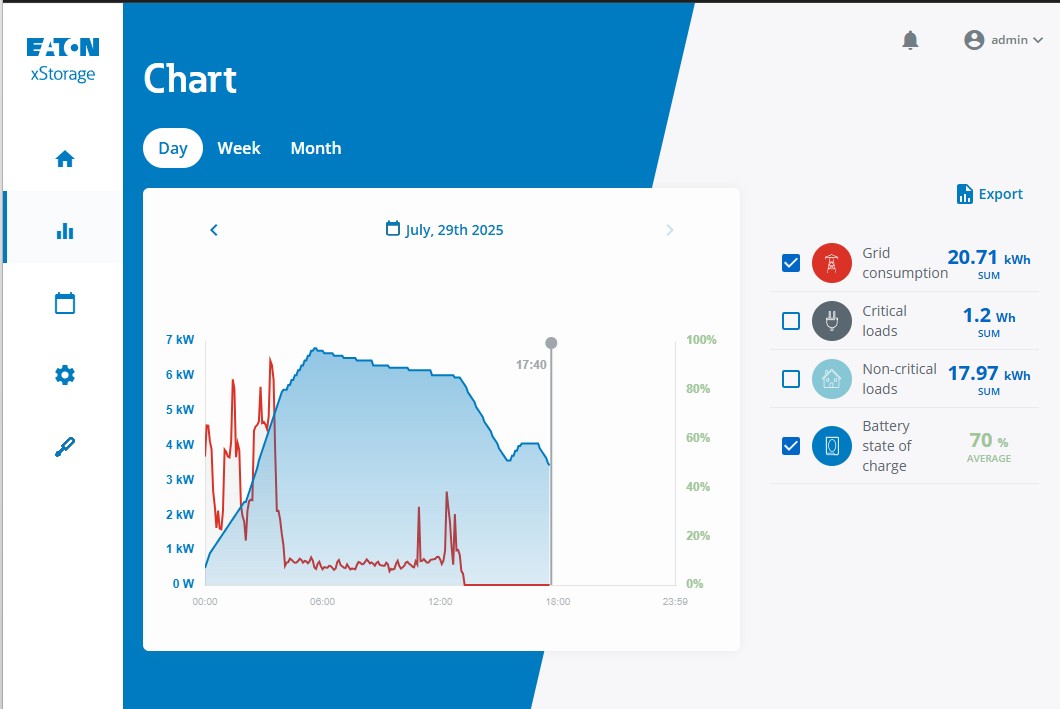 EATON
xStorage
admin
Chart
Day Week Month
Export
July, 29th 2025
Grid consumption 20.71 kWh
SUM
Critical loads 1.2 Wh
SUM
Non-critical loads 17.97 kWh
SUM
Battery state of charge 70 %
AVERAGE
7 kW
6 kW
5 kW
4 kW
3 kW
2 kW
1 kW
0 W
17:40
100%
80%
60%
40%
20%
0%
00:00 06:00 12:00 18:00 23:59